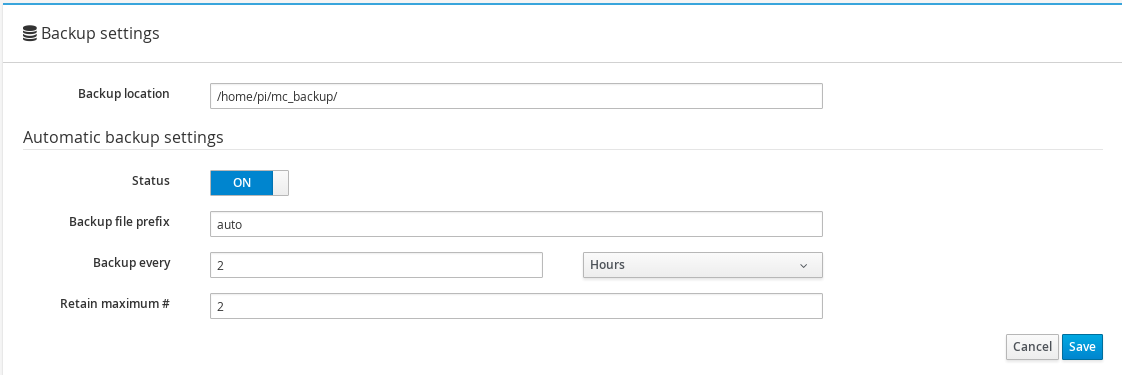 Backup settings
Backup location /home/pi/mc_backup/
Automatic backup settings
Status ON
Backup file prefix auto
Backup every 2 Hours
Retain maximum # 2
Cancel Save